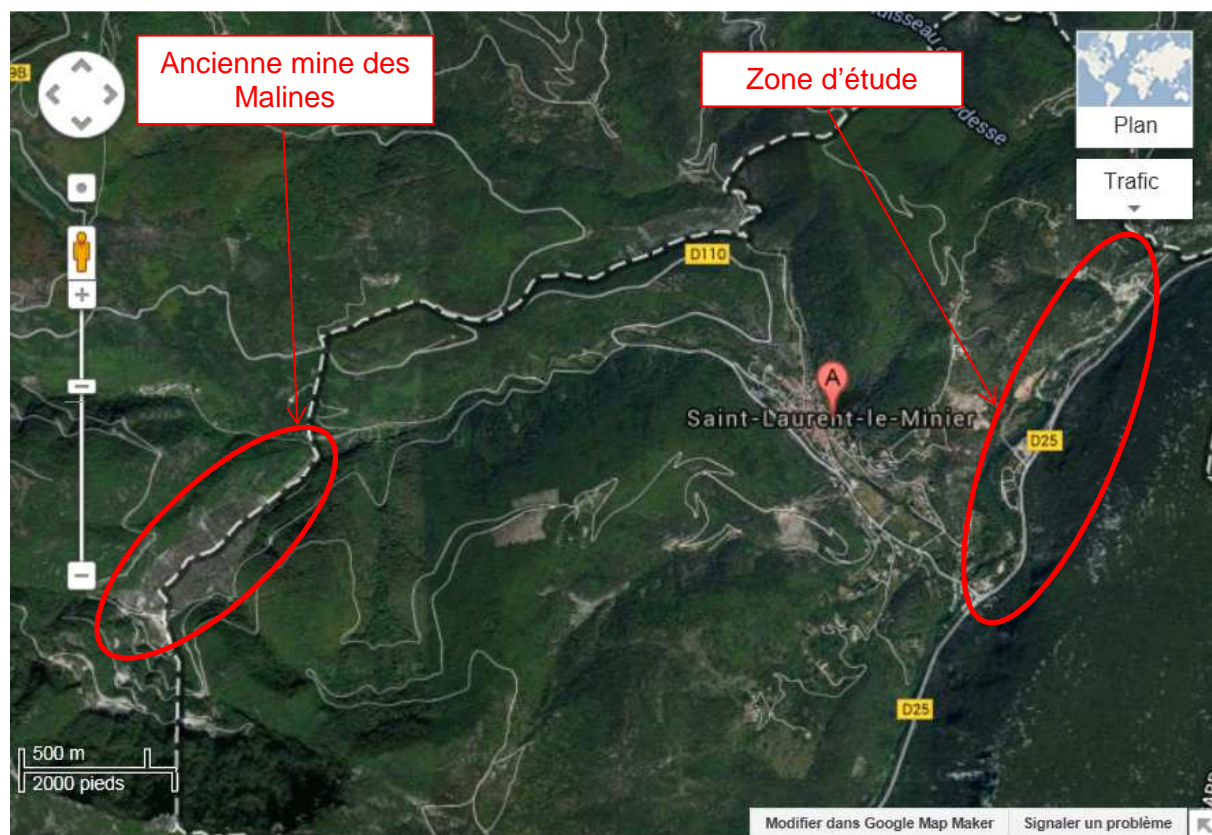 Ancienne mine des
Malines
Zone d'étude
Plan
Trafic
D110
A
Saint-Laurent-le-Minier
D25
D25
500 m
2000 pieds
Modifier dans Google Map Maker
Signaler un problème